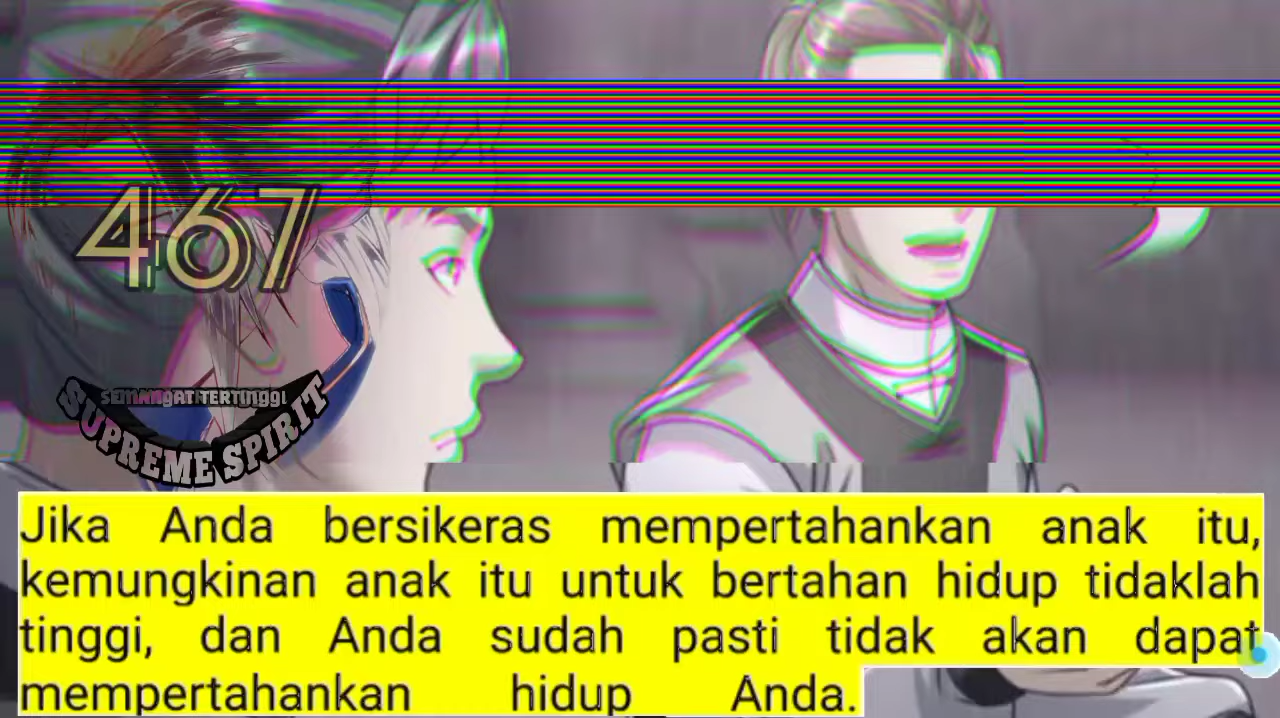 467
SEMANGAT TERTINGGI
SUPREME SPIRIT
Jika Anda bersikeras mempertahankan anak itu,
kemungkinan anak itu untuk bertahan hidup tidaklah
tinggi, dan Anda sudah pasti tidak akan dapat
mempertahankan hidup Anda.